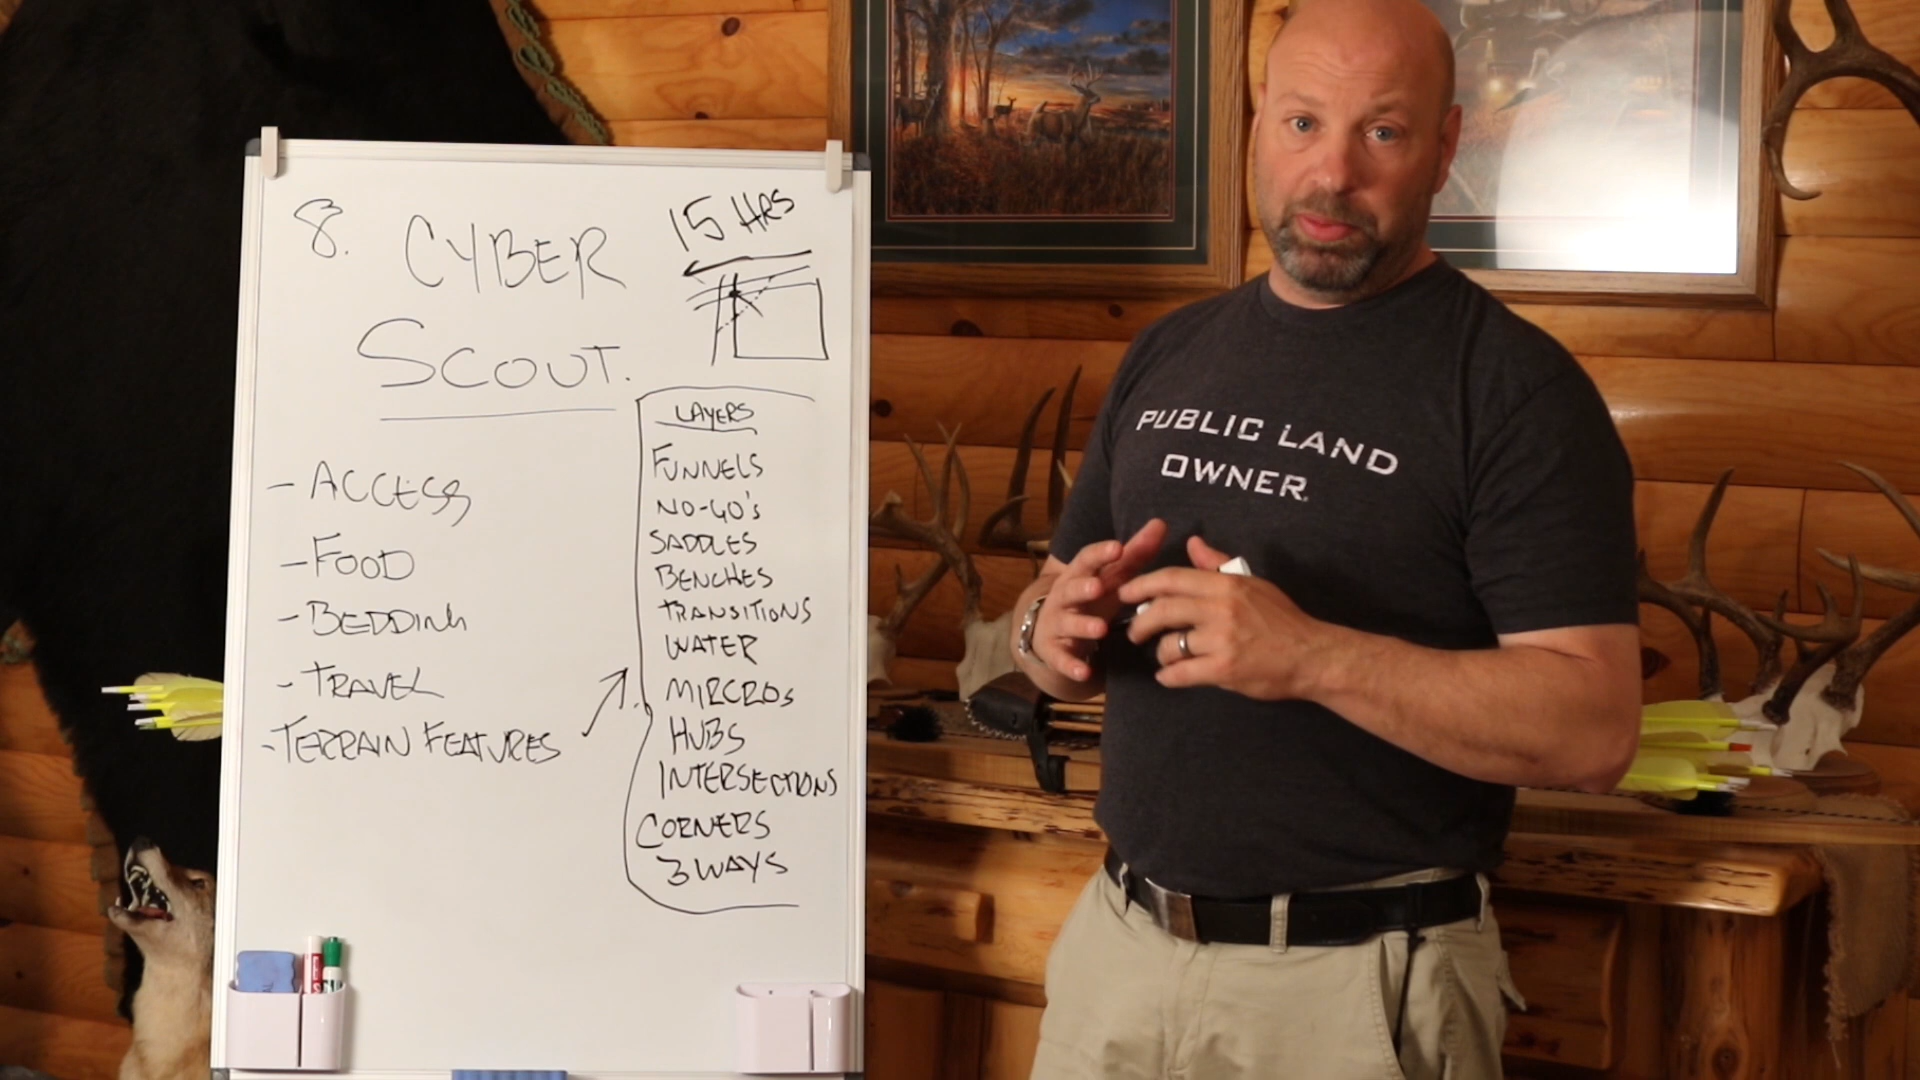 8.
CYBER
SCOUT.
15 HRS
- ACCESS
- FOOD
- BEDDING
- TRAVEL
- TERRAIN FEATURES
LAYERS
FUNNELS
NO-GO's
SADDLES
BENCHES
TRANSITIONS
WATER
MIRCROS
HUBS
INTERSECTIONS
CORNERS
3 WAYS
PUBLIC LAND
OWNER